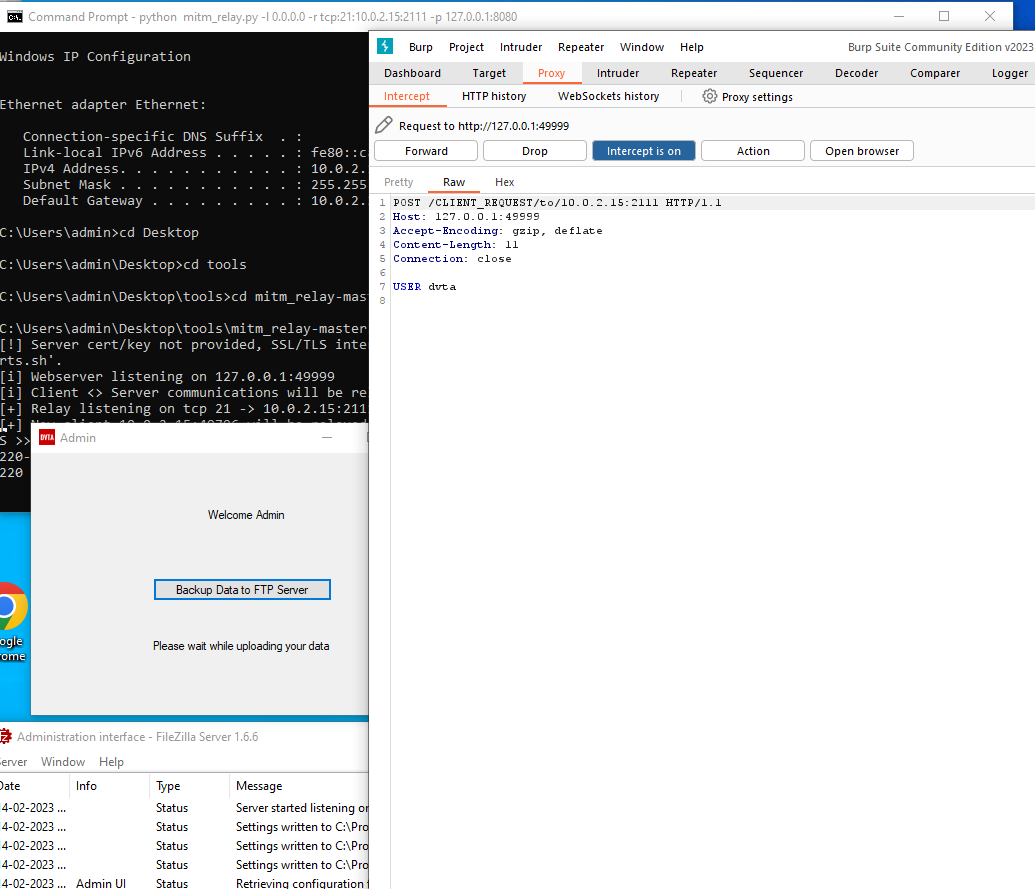 Command Prompt - python mitm_relay.py -l 0.0.0.0 -r tcp:21:10.0.2.15:2111 -p 127.0.0.1:8080
Windows IP Configuration
Ethernet adapter Ethernet:
Connection-specific DNS Suffix . :
Link-local IPv6 Address . . . . . : fe80::c
IPv4 Address. . . . . . . . . . . : 10.0.2.
Subnet Mask . . . . . . . . . . . : 255.255
Default Gateway . . . . . . . . . : 10.0.2.
C:\Users\admin>cd Desktop
C:\Users\admin\Desktop>cd tools
C:\Users\admin\Desktop\tools>cd mitm_relay-mas
C:\Users\admin\Desktop\tools\mitm_relay-master
[!] Server cert/key not provided, SSL/TLS inte
rts.sh'.
[i] Webserver listening on 127.0.0.1:49999
[i] Client <> Server communications will be re
[+] Relay listening on tcp 21 -> 10.0.2.15:211
[+]
S >>
220-
220
Burp Project Intruder Repeater Window Help Burp Suite Community Edition v2023
Dashboard Target Proxy Intruder Repeater Sequencer Decoder Comparer Logger
Intercept HTTP history WebSockets history Proxy settings
Request to http://127.0.0.1:49999
Forward Drop Intercept is on Action Open browser
Pretty Raw Hex
1 POST /CLIENT_REQUEST/to/10.0.2.15:2111 HTTP/1.1
2 Host: 127.0.0.1:49999
3 Accept-Encoding: gzip, deflate
4 Content-Length: 11
5 Connection: close
6
7 USER dvta
8
DVTA Admin
Welcome Admin
Backup Data to FTP Server
Please wait while uploading your data
ogle
ome
Administration interface - FileZilla Server 1.6.6
erver Window Help
Date Info Type Message
14-02-2023 ... Status Server started listening on
14-02-2023 ... Status Settings written to C:\Pro
14-02-2023 ... Status Settings written to C:\Pro
14-02-2023 ... Status Settings written to C:\Pro
14-02-2023 ... Admin UI Status Retrieving configuration